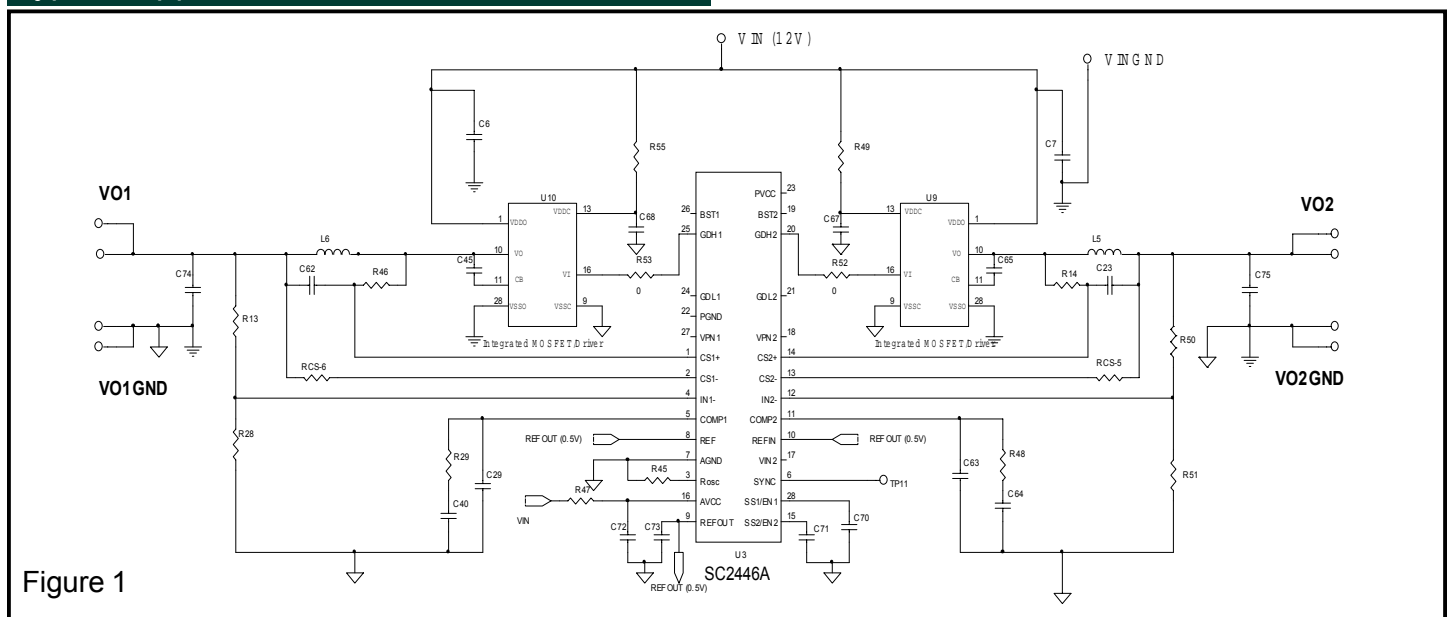 VIN (12V)
VINGND
C6
C7
R55
R49
VO1
VO2
U10
U9
1
VDDO
VDDC
13
10
VO
11
CB
VI
16
28
VSSO
VSSC
9
Integrated MOSFET/Driver
13
VDDC
VDDO
1
VO
10
CB
11
16
VI
9
VSSC
VSSO
28
Integrated MOSFET/Driver
C68
C67
R53
0
R52
0
C45
C65
L6
C62
R46
C74
R13
L5
R14
C23
C75
R50
RCS-6
RCS-5
VO1GND
VO2GND
PVCC
23
26
BST1
BST2
19
25
GDH1
GDH2
20
24
GDL1
GDL2
21
22
PGND
27
VPN1
VPN2
18
1
CS1+
CS2+
14
2
CS1-
CS2-
13
4
IN1-
IN2-
12
5
COMP1
COMP2
11
8
REF
REFIN
10
7
AGND
VIN2
17
3
Rosc
SYNC
6
16
AVCC
SS1/EN1
28
9
REFOUT
SS2/EN2
15
REFOUT (0.5V)
REFOUT (0.5V)
R28
R29
C29
C40
R45
R47
VIN
C72
C73
C71
C70
TP11
C63
R48
C64
R51
U3
SC2446A
REFOUT (0.5V)
Figure 1